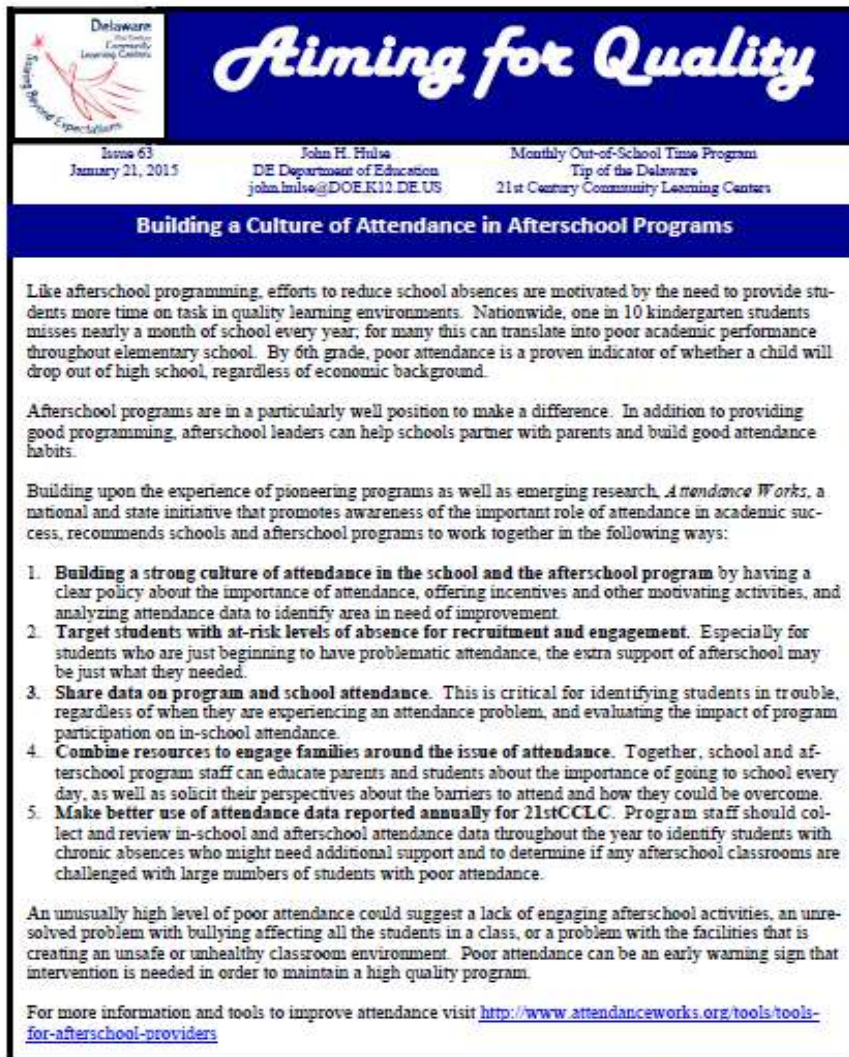 Delaware
21st Century
Community
Learning Centers
Soaring Beyond Expectations
Aiming for Quality
Issue 63
January 21, 2015
John H. Hulse
DE Department of Education
john.hulse@DOE.K12.DE.US
Monthly Out-of-School Time Program
Tip of the Delaware
21st Century Community Learning Centers
Building a Culture of Attendance in Afterschool Programs
Like afterschool programming, efforts to reduce school absences are motivated by the need to provide stu-
dents more time on task in quality learning environments.  Nationwide, one in 10 kindergarten students
misses nearly a month of school every year; for many this can translate into poor academic performance
throughout elementary school.  By 6th grade, poor attendance is a proven indicator of whether a child will
drop out of high school, regardless of economic background.
Afterschool programs are in a particularly well position to make a difference.  In addition to providing
good programming, afterschool leaders can help schools partner with parents and build good attendance
habits.
Building upon the experience of pioneering programs as well as emerging research, Attendance Works, a
national and state initiative that promotes awareness of the important role of attendance in academic suc-
cess, recommends schools and afterschool programs to work together in the following ways:
1. Building a strong culture of attendance in the school and the afterschool program by having a
clear policy about the importance of attendance, offering incentives and other motivating activities, and
analyzing attendance data to identify area in need of improvement.
2. Target students with at-risk levels of absence for recruitment and engagement.  Especially for
students who are just beginning to have problematic attendance, the extra support of afterschool may
be just what they needed.
3. Share data on program and school attendance.  This is critical for identifying students in trouble,
regardless of when they are experiencing an attendance problem, and evaluating the impact of program
participation on in-school attendance.
4. Combine resources to engage families around the issue of attendance.  Together, school and af-
terschool program staff can educate parents and students about the importance of going to school every
day, as well as solicit their perspectives about the barriers to attend and how they could be overcome.
5. Make better use of attendance data reported annually for 21stCCLC.  Program staff should col-
lect and review in-school and afterschool attendance data throughout the year to identify students with
chronic absences who might need additional support and to determine if any afterschool classrooms are
challenged with large numbers of students with poor attendance.
An unusually high level of poor attendance could suggest a lack of engaging afterschool activities, an unre-
solved problem with bullying affecting all the students in a class, or a problem with the facilities that is
creating an unsafe or unhealthy classroom environment.  Poor attendance can be an early warning sign that
intervention is needed in order to maintain a high quality program.
For more information and tools to improve attendance visit http://www.attendanceworks.org/tools/tools-
for-afterschool-providers